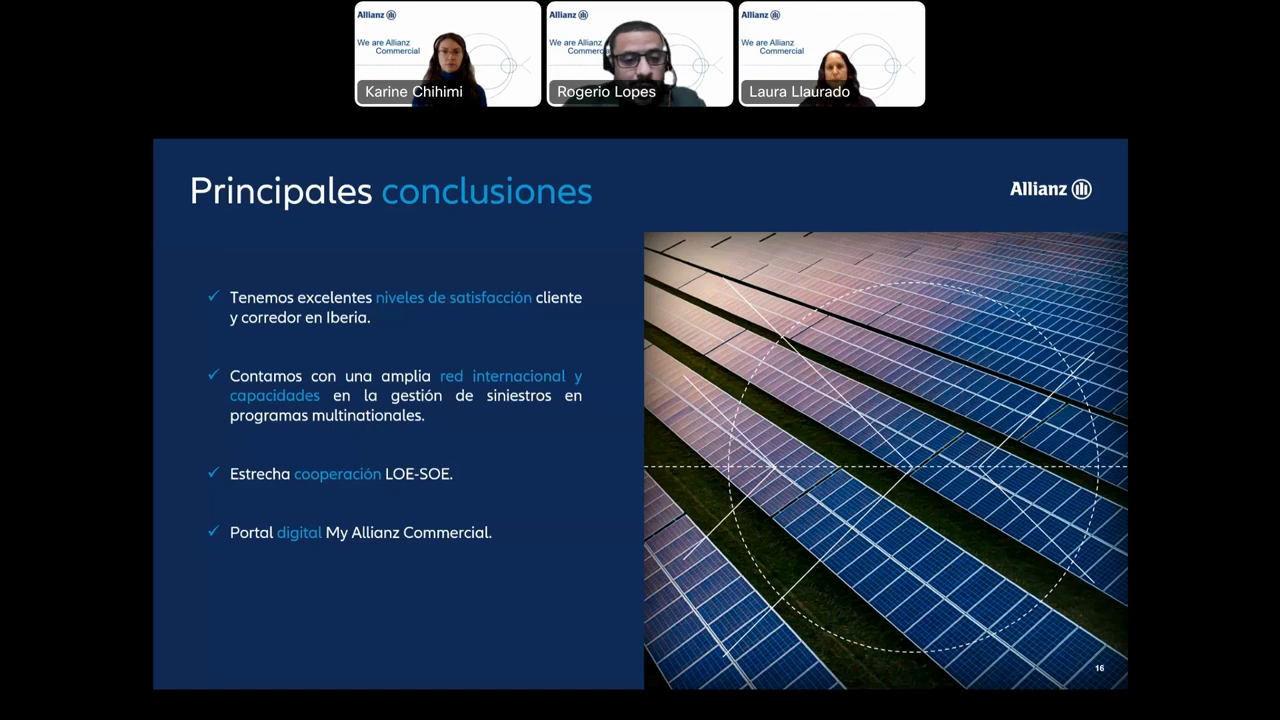 Allianz
We are Allianz
Commercial
Karine Chihimi
Allianz
We are Allianz
Commerc
Rogerio Lopes
Allianz
We are Allianz
Commercial
Laura Llaurado
Principales conclusiones
Allianz
✓ Tenemos excelentes niveles de satisfacción cliente
y corredor en Iberia.
✓ Contamos con una amplia red internacional y
capacidades en la gestión de siniestros en
programas multinationales.
✓ Estrecha cooperación LOE-SOE.
✓ Portal digital My Allianz Commercial.
16